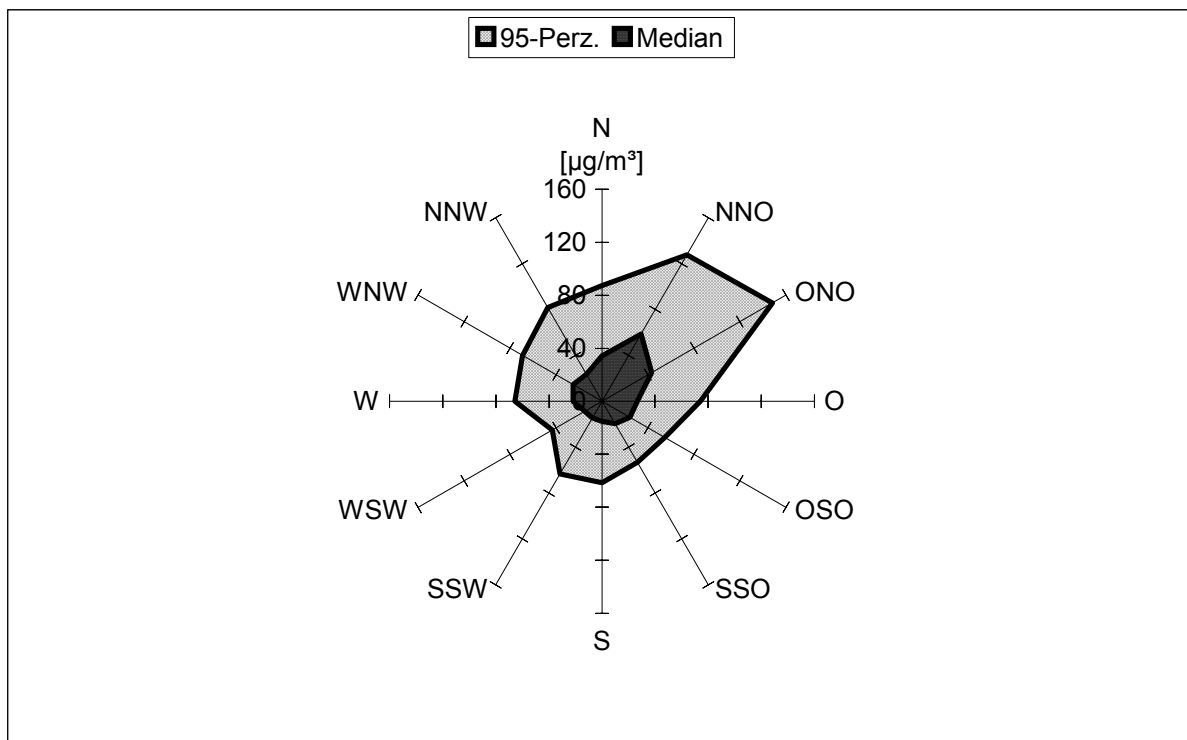 95-Perz. Median
N
[µg/m³]
160
NNW
NNO
120
WNW
ONO
80
40
W
0
O
WSW
OSO
SSW
SSO
S